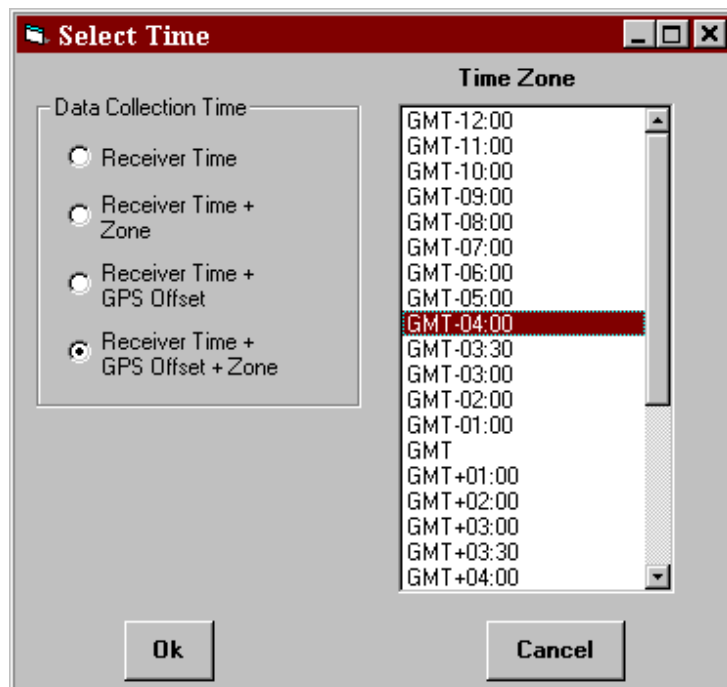 Select Time
Data Collection Time
Receiver Time
Receiver Time +
Zone
Receiver Time +
GPS Offset
Receiver Time +
GPS Offset + Zone
Time Zone
GMT-12:00
GMT-11:00
GMT-10:00
GMT-09:00
GMT-08:00
GMT-07:00
GMT-06:00
GMT-05:00
GMT-04:00
GMT-03:30
GMT-03:00
GMT-02:00
GMT-01:00
GMT
GMT+01:00
GMT+02:00
GMT+03:00
GMT+03:30
GMT+04:00
Ok
Cancel